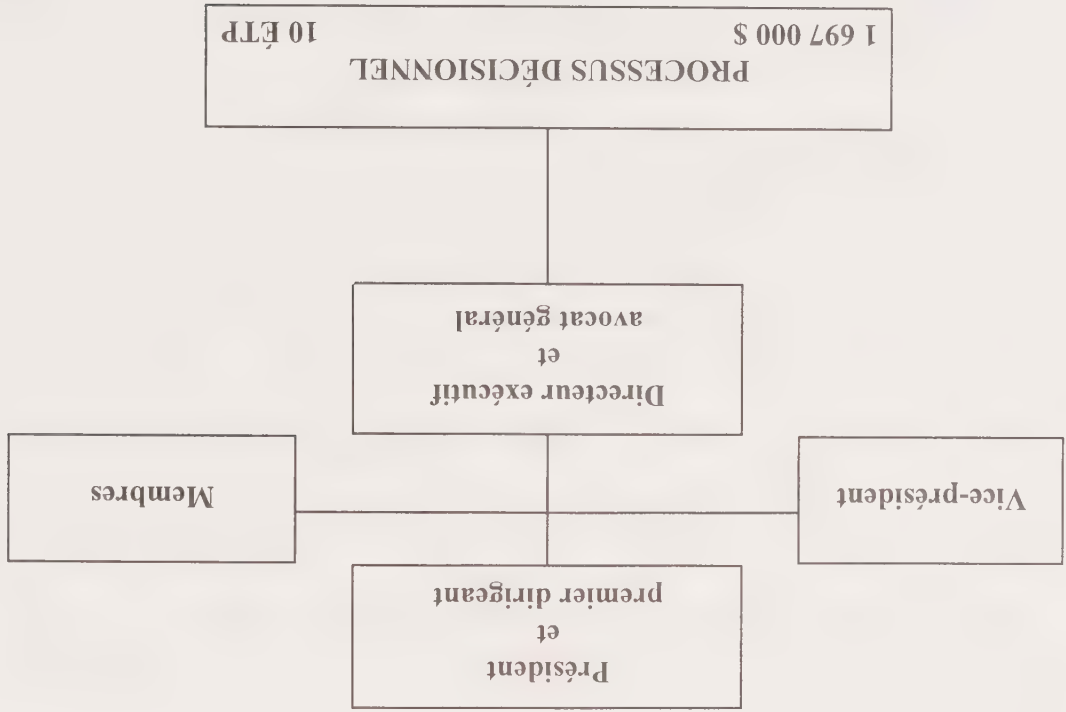 Président
et
premier dirigeant
Vice-président
Membres
Directeur exécutif
et
avocat général
PROCESSUS DÉCISIONNEL
1 697 000 $ 10 ÉTP